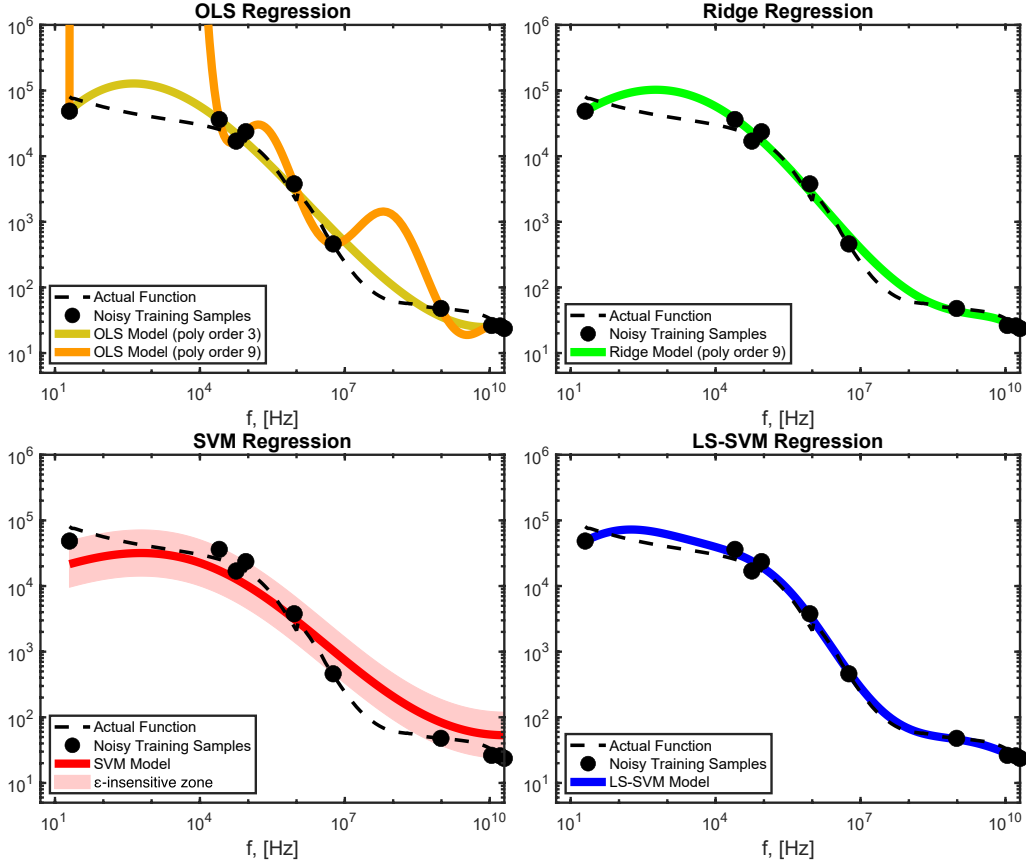 OLS Regression
10^6
10^5
10^4
10^3
10^2
10^1
Actual Function
Noisy Training Samples
OLS Model (poly order 3)
OLS Model (poly order 9)
10^1 10^4 10^7 10^10
f, [Hz]
Ridge Regression
10^6
10^5
10^4
10^3
10^2
10^1
Actual Function
Noisy Training Samples
Ridge Model (poly order 9)
10^1 10^4 10^7 10^10
f, [Hz]
SVM Regression
10^6
10^5
10^4
10^3
10^2
10^1
Actual Function
Noisy Training Samples
SVM Model
ε-insensitive zone
10^1 10^4 10^7 10^10
f, [Hz]
LS-SVM Regression
10^6
10^5
10^4
10^3
10^2
10^1
Actual Function
Noisy Training Samples
LS-SVM Model
10^1 10^4 10^7 10^10
f, [Hz]